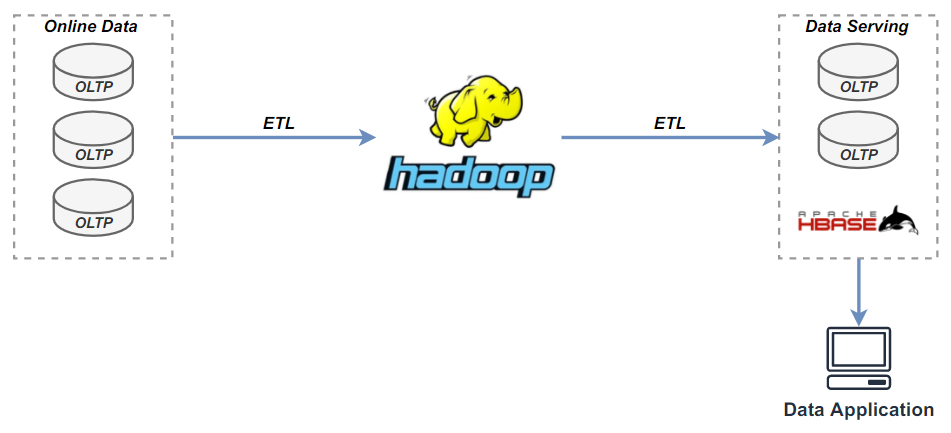 Online Data
OLTP
OLTP
OLTP
ETL
hadoop
ETL
Data Serving
OLTP
OLTP
APACHE
HBASE
Data Application